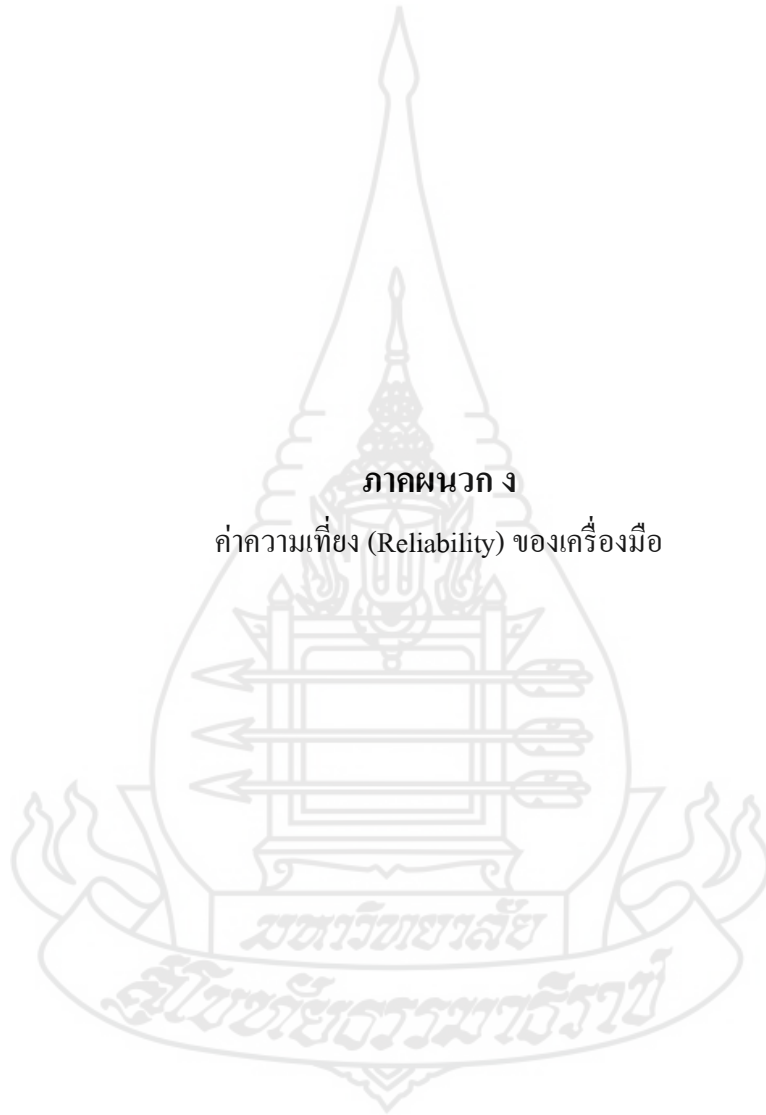 ภาคผนวก ง
ค่าความเที่ยง (Reliability) ของเครื่องมือ
มหาวิทยาลัย
สุโขทัยธรรมาธิราช